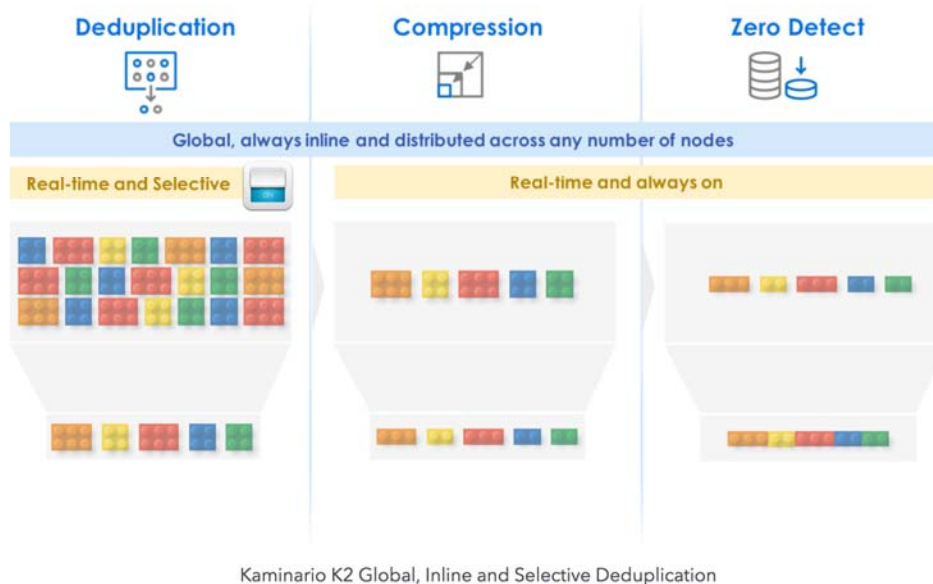 Deduplication
Compression
Zero Detect
Global, always inline and distributed across any number of nodes
Real-time and Selective
ON
Real-time and always on
Kaminario K2 Global, Inline and Selective Deduplication